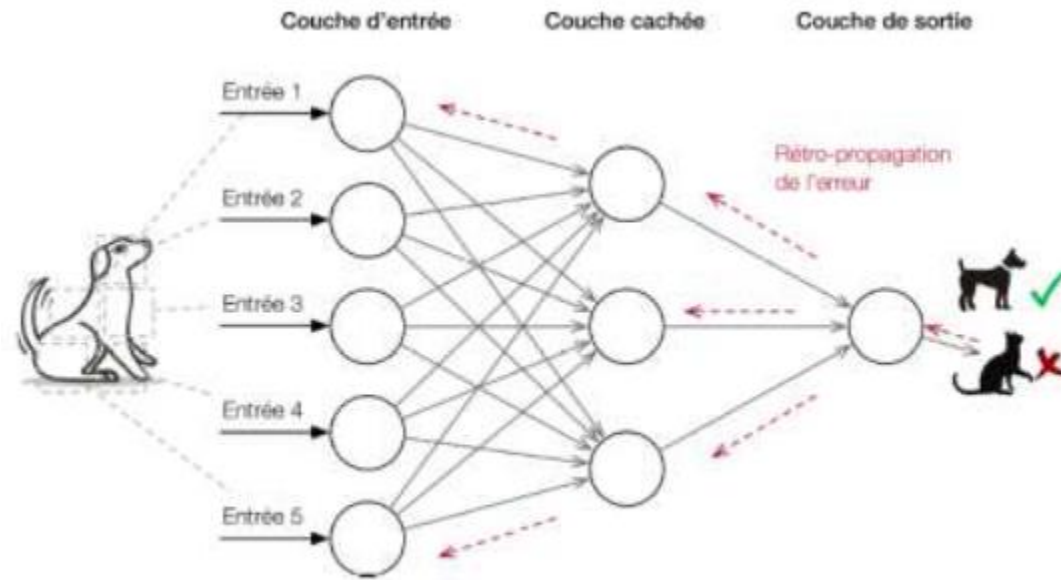 Couche d'entrée
Couche cachée
Couche de sortie
Entrée 1
Entrée 2
Entrée 3
Entrée 4
Entrée 5
Rétro-propagation
de l'erreur